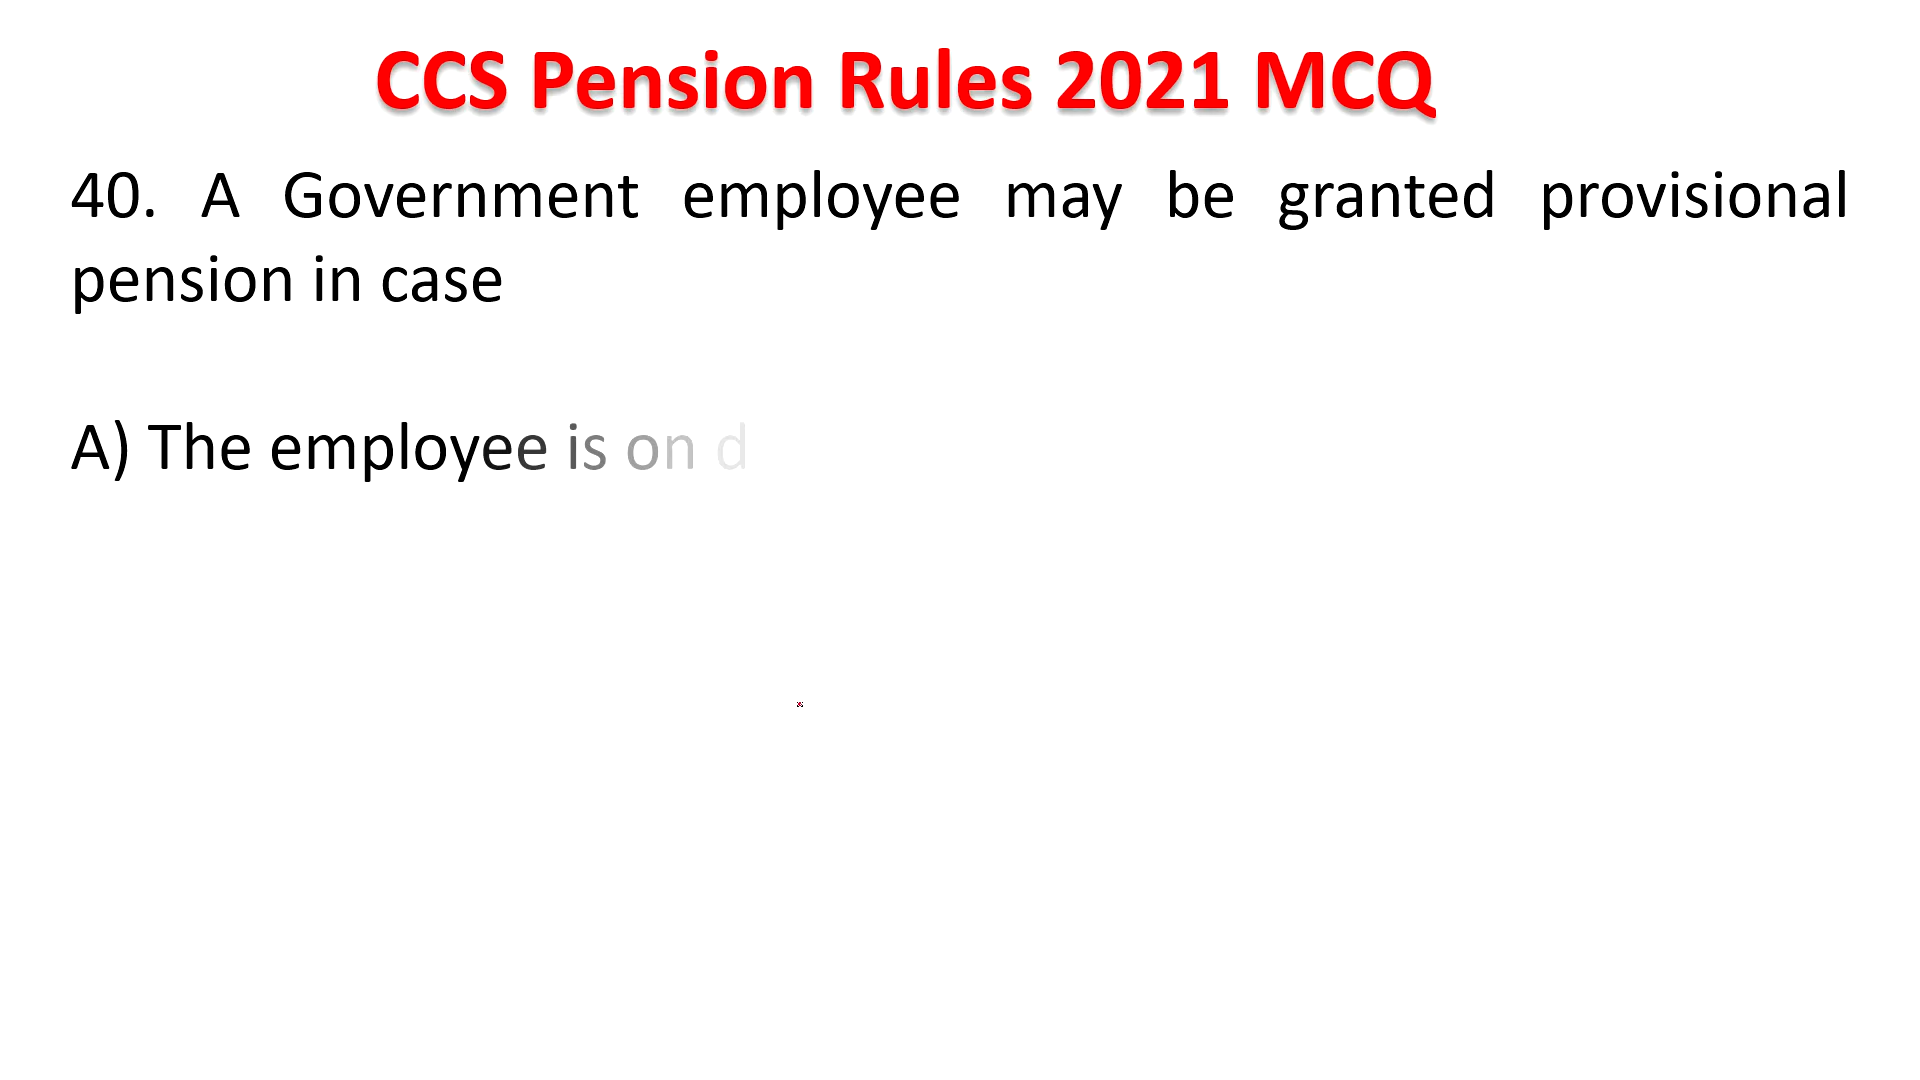 CCS Pension Rules 2021 MCQ
40. A Government employee may be granted provisional
pension in case
A) The employee is on d